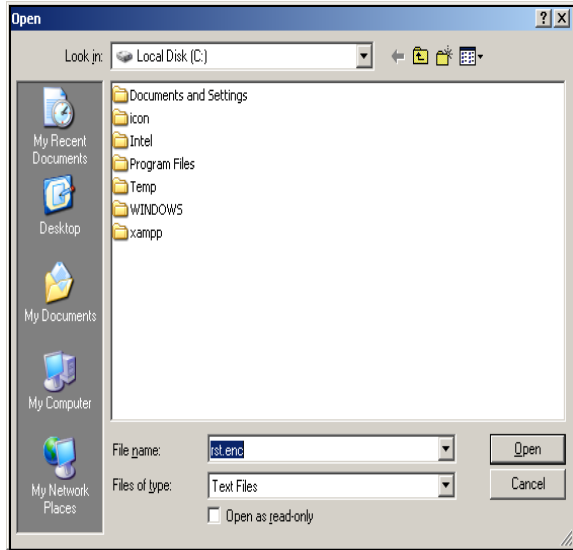 Open
Look in: Local Disk (C:)
My Recent Documents
Desktop
My Documents
My Computer
My Network Places
Documents and Settings
icon
Intel
Program Files
Temp
WINDOWS
xampp
File name: rst.enc Open
Files of type: Text Files Cancel
Open as read-only